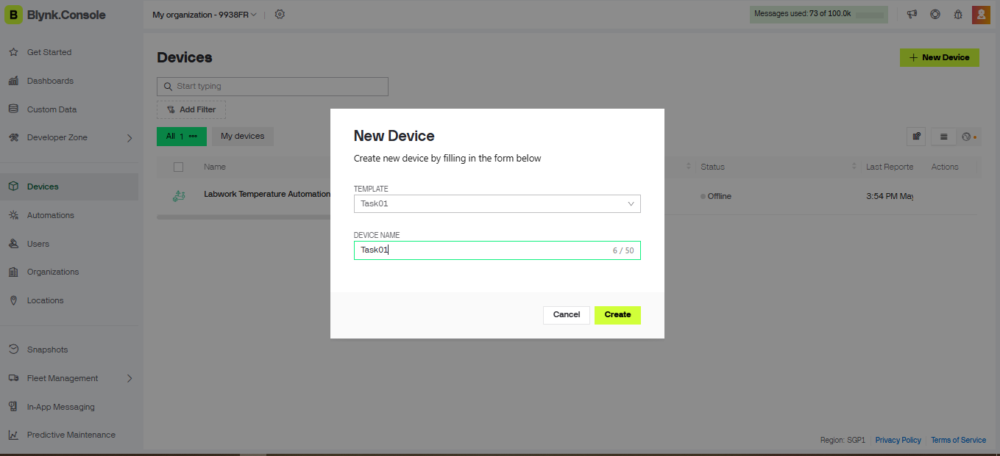 B Blynk.Console
My organization - 9938FR
Messages used: 73 of 100.0k
Get Started
Dashboards
Custom Data
Developer Zone
Devices
Automations
Users
Organizations
Locations
Snapshots
Fleet Management
In-App Messaging
Predictive Maintenance
Devices
New Device
Start typing
Add Filter
All 1
My devices
Name
Status
Last Reporte
Actions
Labwork Temperature Automation
Offline
3:54 PM May
New Device
Create new device by filling in the form below
TEMPLATE
Task01
DEVICE NAME
Task01
6 / 50
Cancel
Create
Region: SGP1
Privacy Policy
Terms of Service